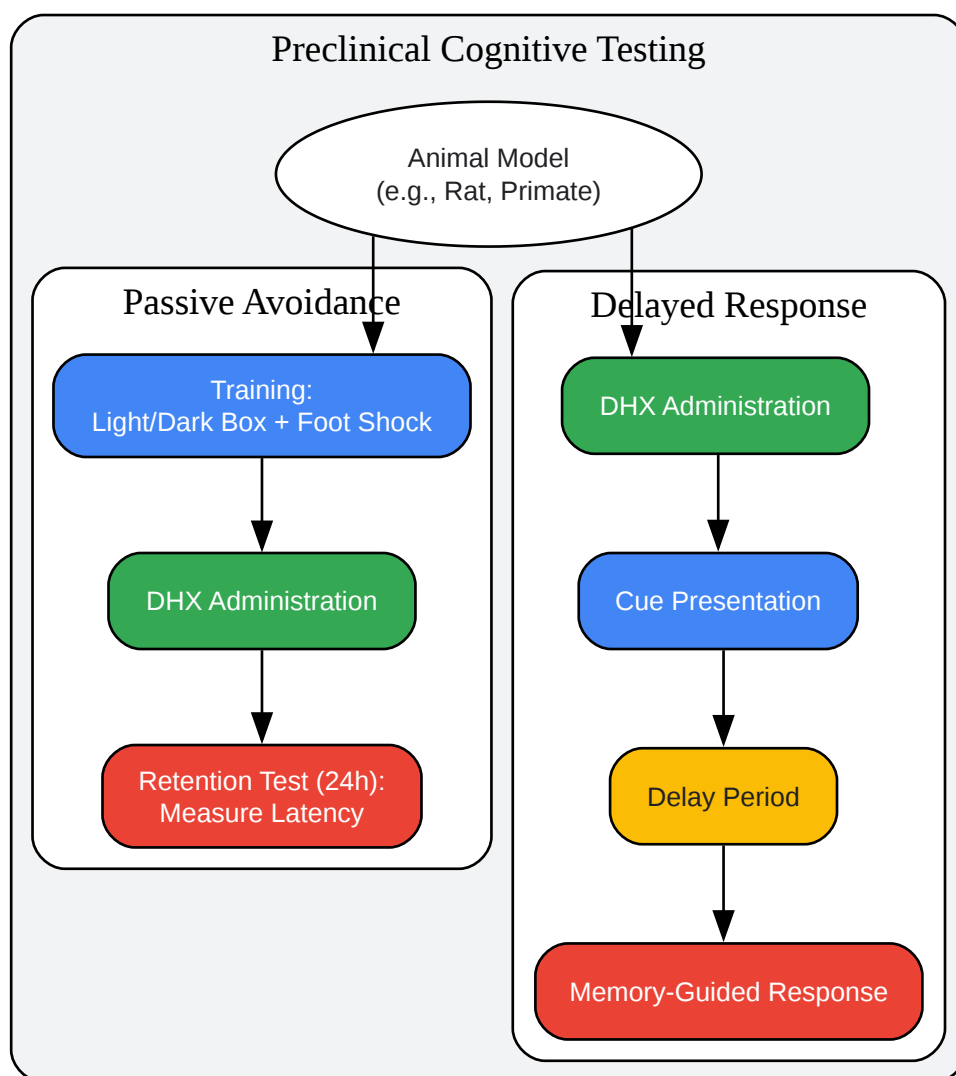 Preclinical Cognitive Testing
Animal Model
(e.g., Rat, Primate)
Passive Avoidance
Training:
Light/Dark Box + Foot Shock
DHX Administration
Retention Test (24h):
Measure Latency
Delayed Response
DHX Administration
Cue Presentation
Delay Period
Memory-Guided Response